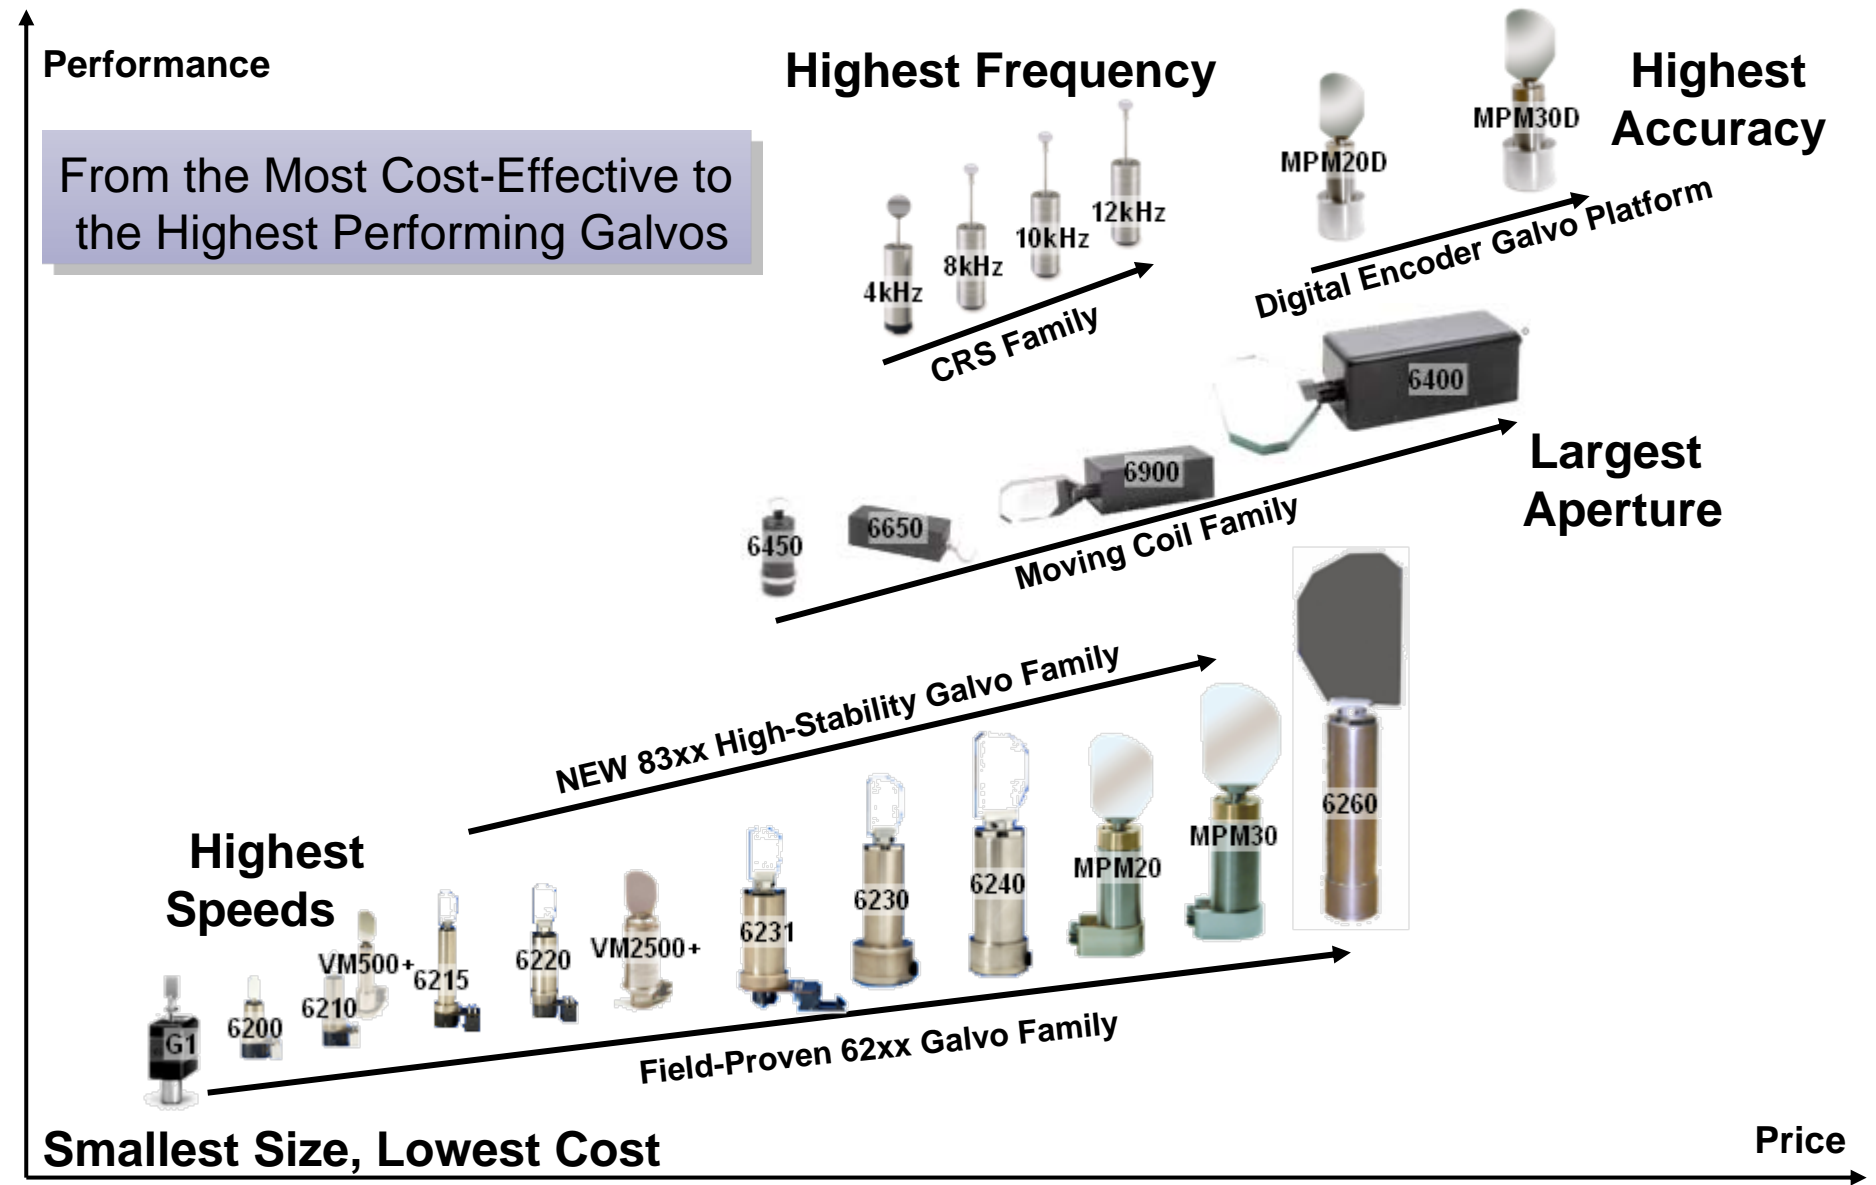 Performance
From the Most Cost-Effective to
the Highest Performing Galvos
Highest Frequency
4kHz
8kHz
10kHz
12kHz
CRS Family
MPM20D
MPM30D
Highest
Accuracy
Digital Encoder Galvo Platform
6450
6650
6900
6400
Moving Coil Family
Largest
Aperture
NEW 83xx High-Stability Galvo Family
Highest
Speeds
G1
6200
6210
VM500+
6215
6220
VM2500+
6231
6230
6240
MPM20
MPM30
6260
Field-Proven 62xx Galvo Family
Smallest Size, Lowest Cost
Price